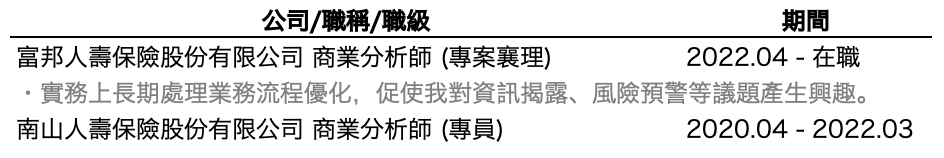 公司/職稱/職級 期間
富邦人壽保險股份有限公司 商業分析師 (專案襄理) 2022.04 - 在職
・實務上長期處理業務流程優化，促使我對資訊揭露、風險預警等議題產生興趣。
南山人壽保險股份有限公司 商業分析師 (專員) 2020.04 - 2022.03